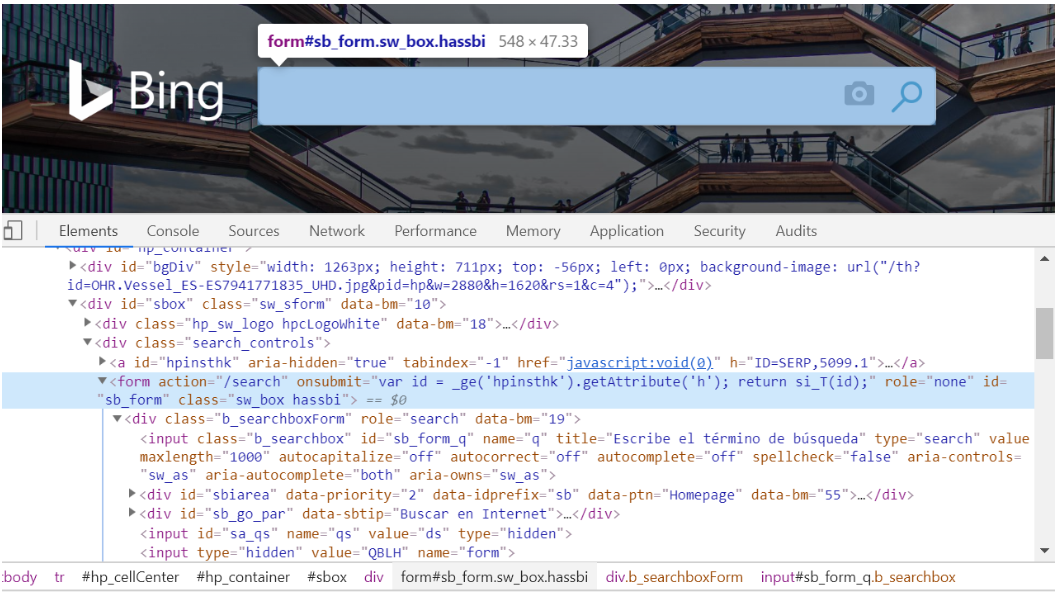 form#sb_form.sw_box.hassbi 548 × 47.33
Bing
Elements Console Sources Network Performance Memory Application Security Audits
<div id="hp_container">
<div id="bgDiv" style="width: 1263px; height: 711px; top: -56px; left: 0px; background-image: url("/th?
id=OHR.Vessel_ES-ES7941771835_UHD.jpg&pid=hp&w=2880&h=1620&rs=1&c=4");">…</div>
<div id="sbox" class="sw_sform" data-bm="10">
<div class="hp_sw_logo hpcLogoWhite" data-bm="18">…</div>
<div class="search_controls">
<a id="hpinsthk" aria-hidden="true" tabindex="-1" href="javascript:void(0)" h="ID=SERP,5099.1">…</a>
<form action="/search" onsubmit="var id = _ge('hpinsthk').getAttribute('h'); return si_T(id);" role="none" id=
"sb_form" class="sw_box hassbi"> == $0
<div class="b_searchboxForm" role="search" data-bm="19">
<input class="b_searchbox" id="sb_form_q" name="q" title="Escribe el término de búsqueda" type="search" value
maxlength="1000" autocapitalize="off" autocorrect="off" autocomplete="off" spellcheck="false" aria-controls=
"sw_as" aria-autocomplete="both" aria-owns="sw_as">
<div id="sbiarea" data-priority="2" data-idprefix="sb" data-ptn="Homepage" data-bm="55">…</div>
<div id="sb_go_par" data-sbtip="Buscar en Internet">…</div>
<input id="sa_qs" name="qs" value="ds" type="hidden">
<input type="hidden" value="QBLH" name="form">
:body tr #hp_cellCenter #hp_container #sbox div form#sb_form.sw_box.hassbi div.b_searchboxForm input#sb_form_q.b_searchbox